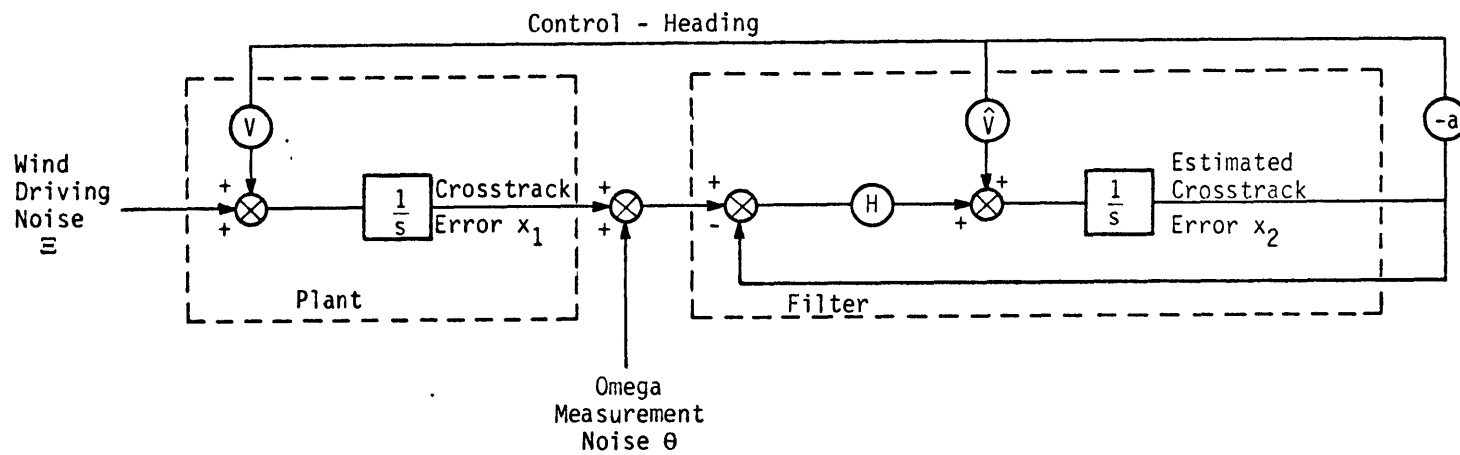 Control - Heading
V
V̂
-a
Wind
Driving
Noise
Ξ
+
+
1
s
Crosstrack
Error x₁
+
+
+
-
H
+
+
1
s
Estimated
Crosstrack
Error x₂
Plant
Filter
Omega
Measurement
Noise θ